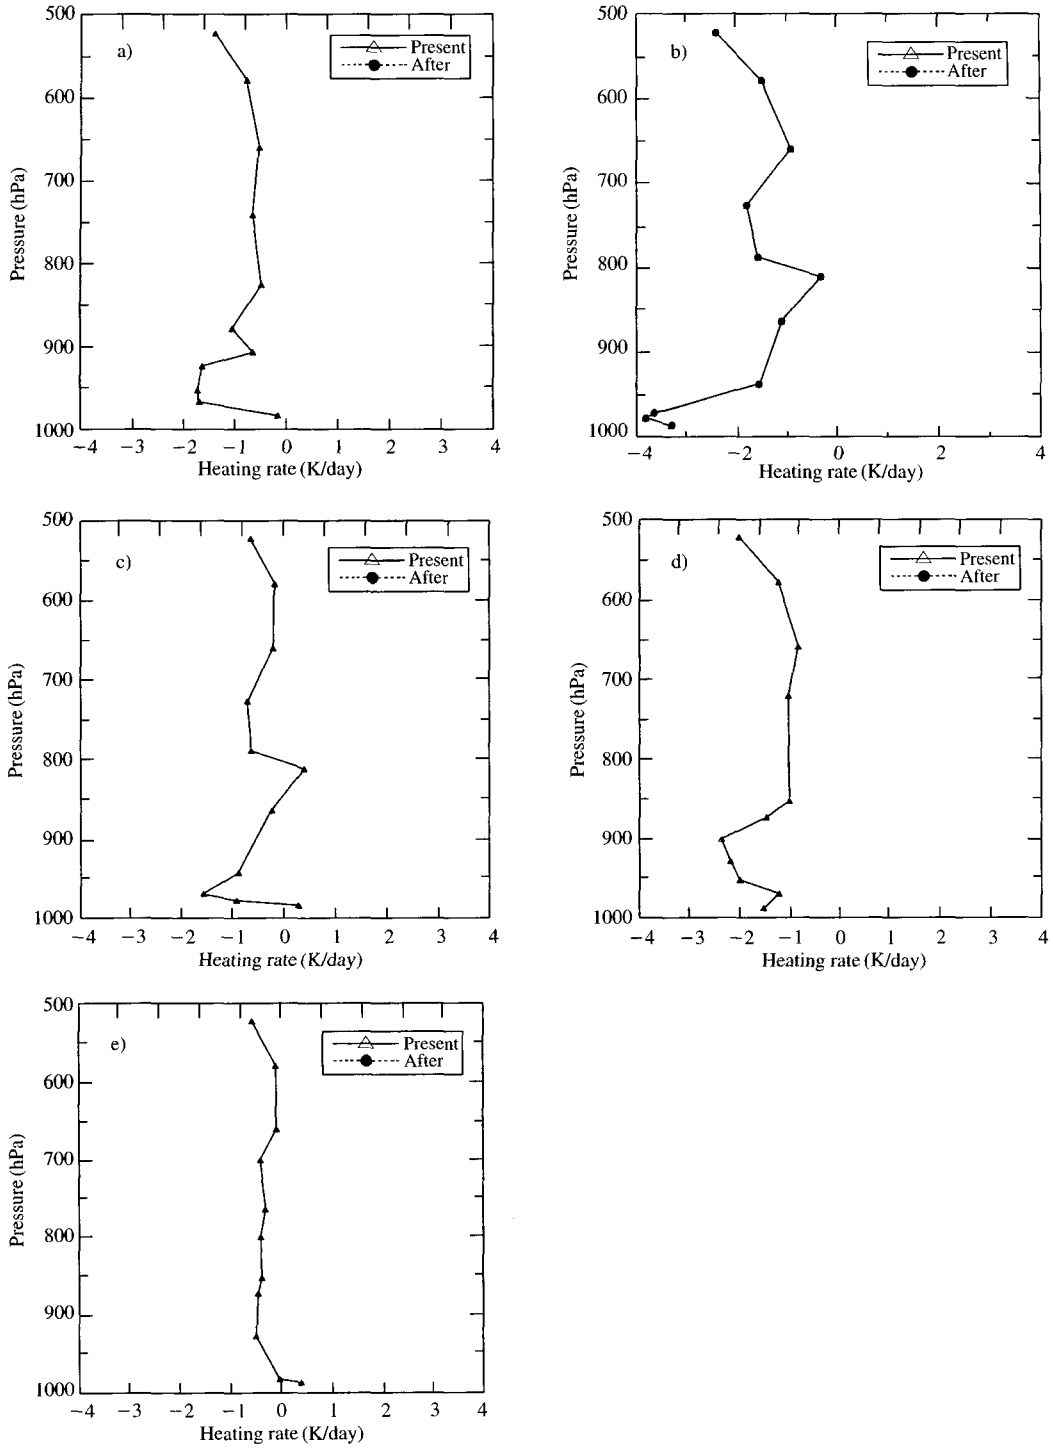 500
600
700
800
900
1000
Pressure (hPa)
a)
Present
After
−4 −3 −2 −1 0 1 2 3 4
Heating rate (K/day)
500
600
700
800
900
1000
Pressure (hPa)
b)
Present
After
−4 −2 0 2 4
Heating rate (K/day)
500
600
700
800
900
1000
Pressure (hPa)
c)
Present
After
−4 −3 −2 −1 0 1 2 3 4
Heating rate (K/day)
500
600
700
800
900
1000
Pressure (hPa)
d)
Present
After
−4 −3 −2 −1 0 1 2 3 4
Heating rate (K/day)
500
600
700
800
900
1000
Pressure (hPa)
e)
Present
After
−4 −3 −2 −1 0 1 2 3 4
Heating rate (K/day)